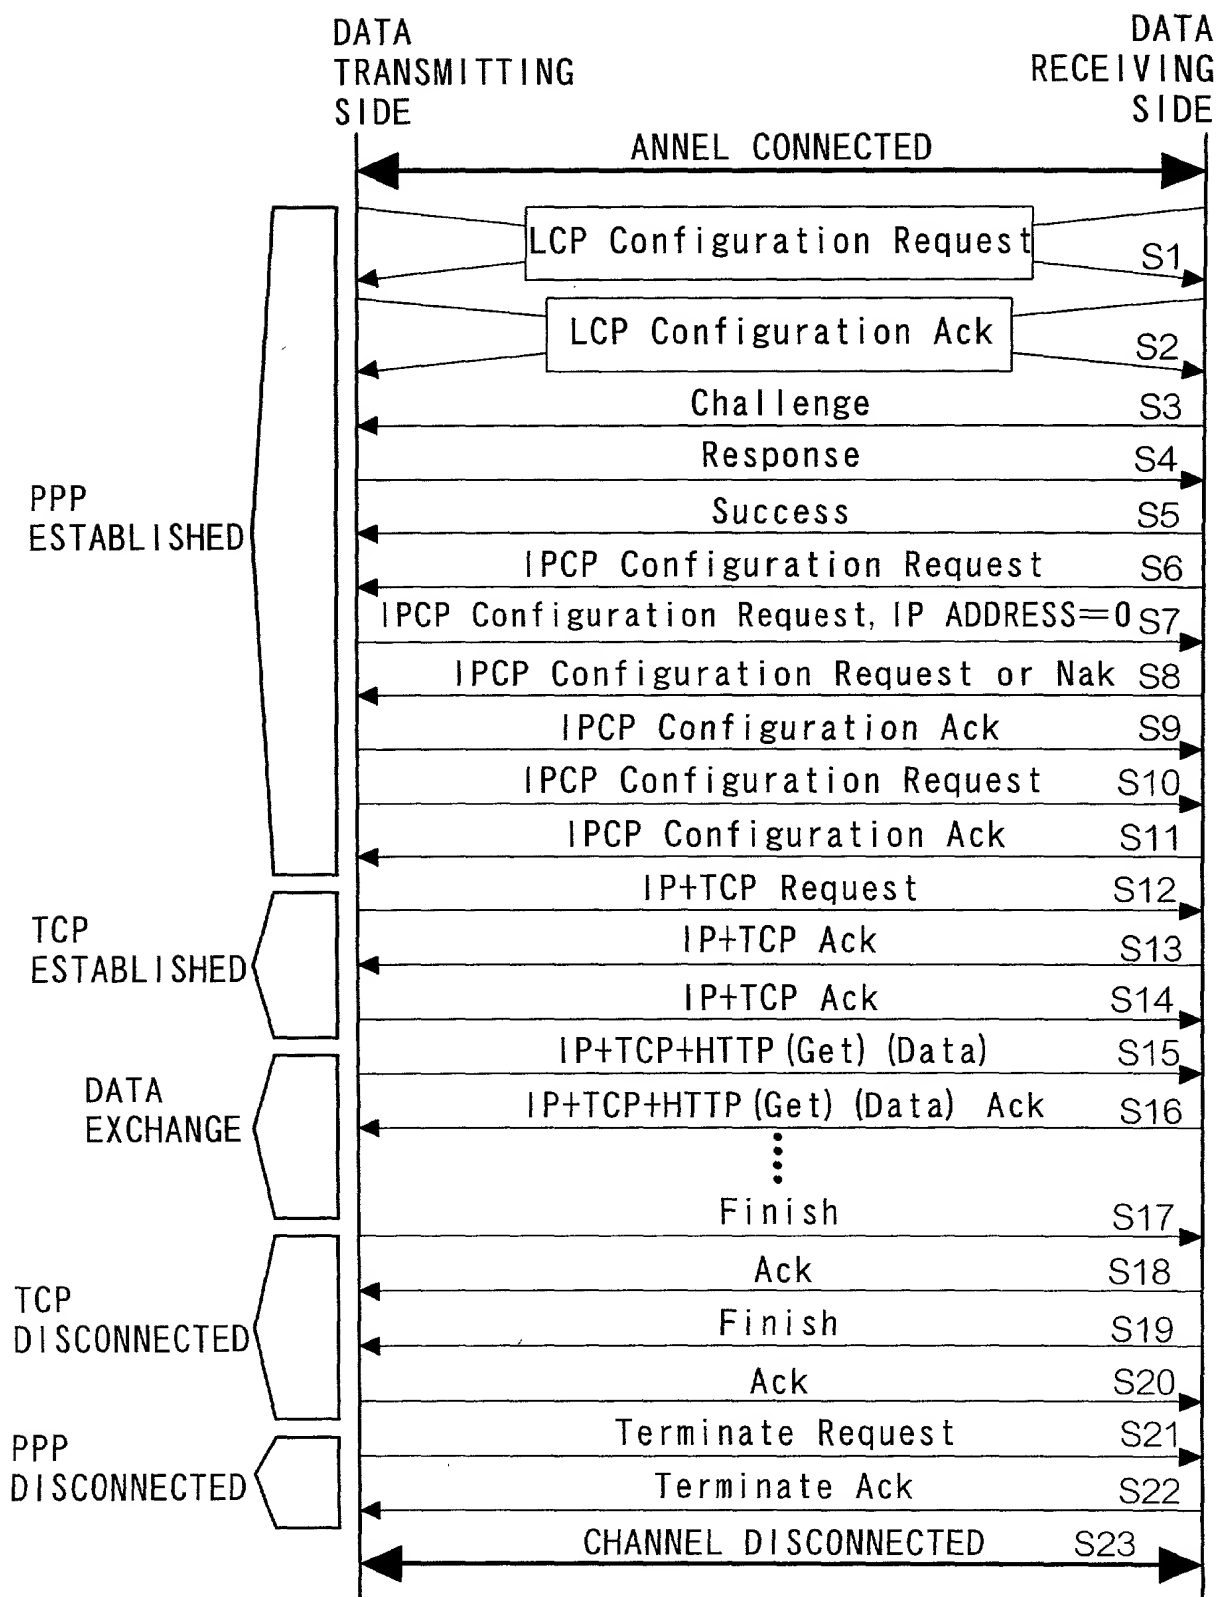 DATA
TRANSMITTING
SIDE
DATA
RECEIVING
SIDE
ANNEL CONNECTED
LCP Configuration Request
S1
LCP Configuration Ack
S2
Challenge S3
Response S4
Success S5
IPCP Configuration Request S6
IPCP Configuration Request, IP ADDRESS=0 S7
IPCP Configuration Request or Nak S8
IPCP Configuration Ack S9
IPCP Configuration Request S10
IPCP Configuration Ack S11
PPP
ESTABLISHED
IP+TCP Request S12
IP+TCP Ack S13
IP+TCP Ack S14
TCP
ESTABLISHED
IP+TCP+HTTP(Get)(Data) S15
IP+TCP+HTTP(Get)(Data) Ack S16
DATA
EXCHANGE
Finish S17
Ack S18
Finish S19
Ack S20
TCP
DISCONNECTED
Terminate Request S21
Terminate Ack S22
PPP
DISCONNECTED
CHANNEL DISCONNECTED S23